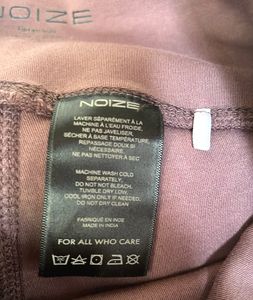 NOIZE
NOIZE
LAVER SÉPARÉMENT À LA
MACHINE À L'EAU FROIDE.
NE PAS JAVELISER.
SÉCHER À BASE TEMPÉRATURE.
REPASSAGE DOUX SI
BESOIN.
NE PAS NETTOYER À SEC
MACHINE WASH COLD
SEPARATELY.
DO NOT BLEACH.
TUMBLE DRY LOW.
COOL IRON ONLY IF NEEDED.
DO NOT DRY CLEAN.
FABRIQUÉ EN INDE
MADE IN INDIA
FOR ALL WHO CARE